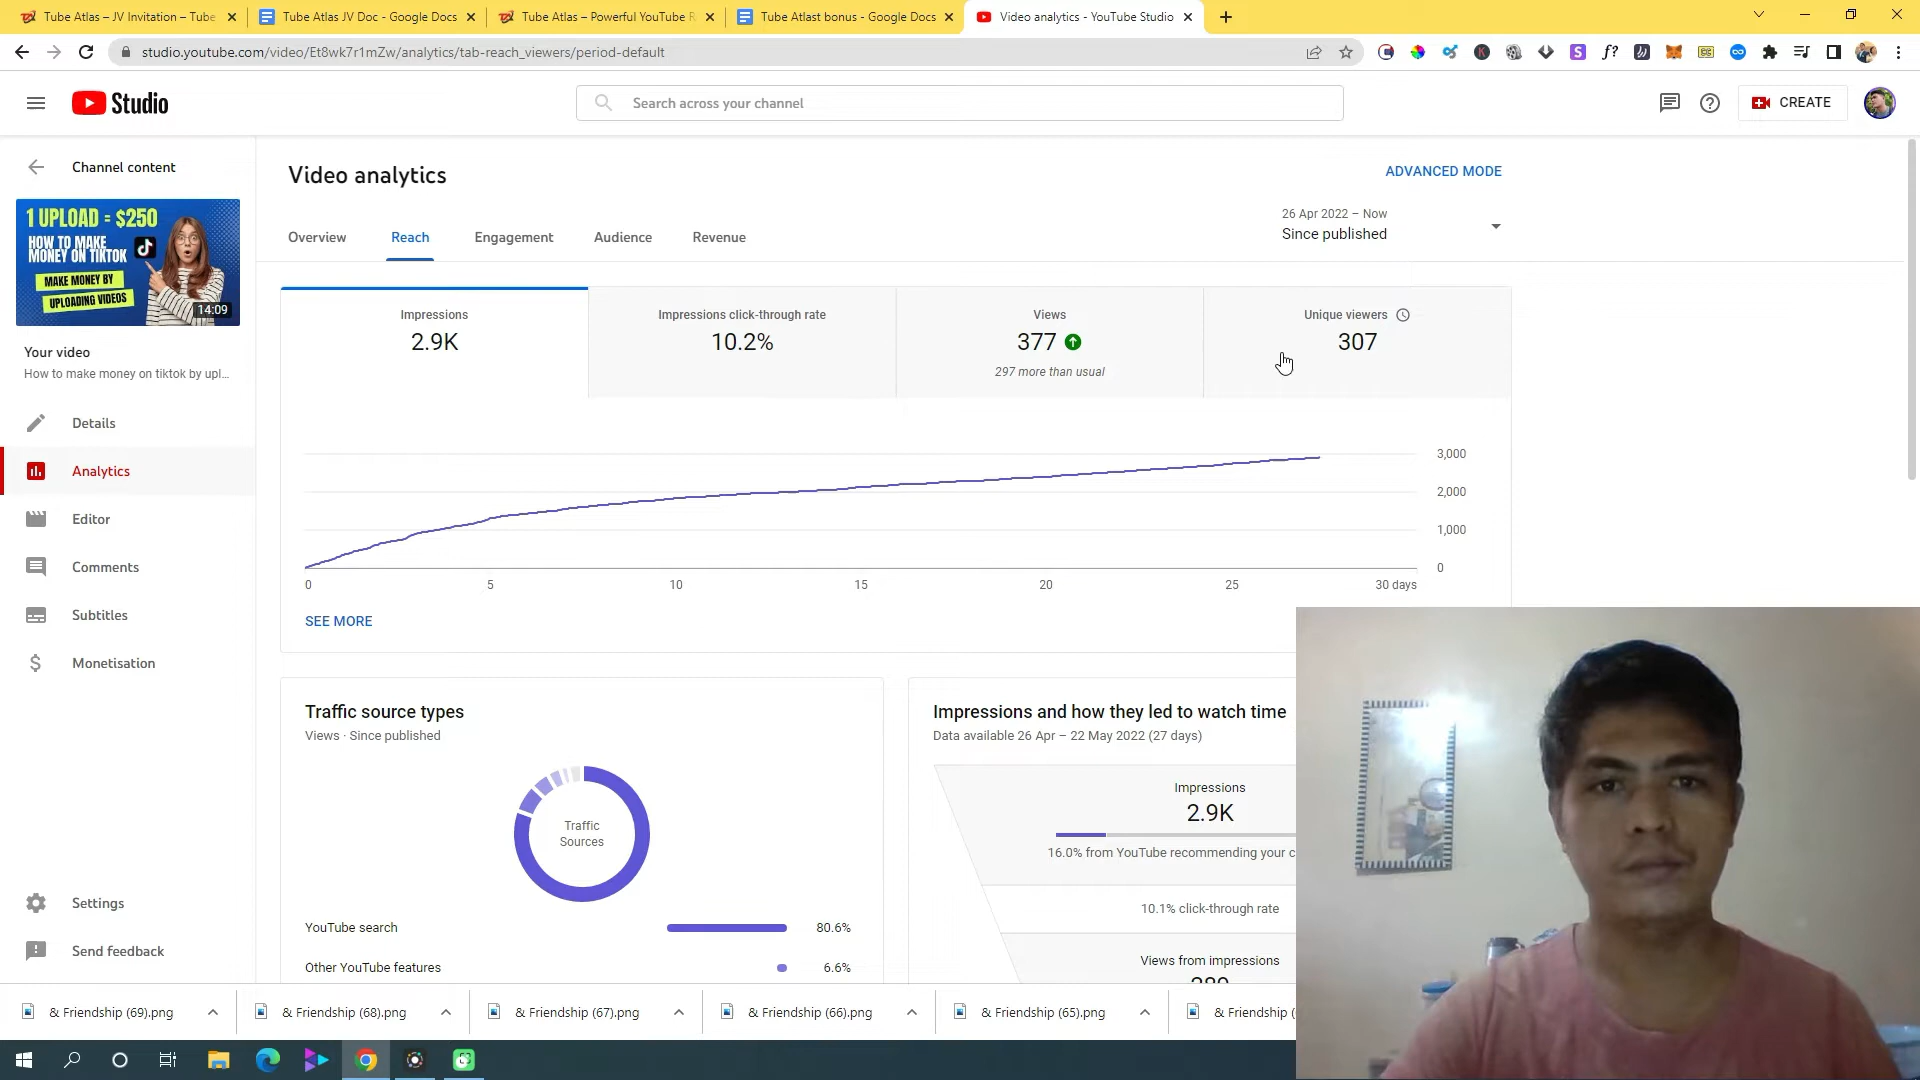 Tube Atlas – JV Invitation – Tube
Tube Atlas JV Doc - Google Docs
Tube Atlas – Powerful YouTube R
Tube Atlast bonus - Google Docs
Video analytics - YouTube Studio
studio.youtube.com/video/Et8wk7r1mZw/analytics/tab-reach_viewers/period-default
Studio
Search across your channel
CREATE
Channel content
1 UPLOAD = $250
HOW TO MAKE
MONEY ON TIKTOK
MAKE MONEY BY
UPLOADING VIDEOS
14:09
Your video
How to make money on tiktok by upl...
Details
Analytics
Editor
Comments
Subtitles
Monetisation
Settings
Send feedback
Video analytics
ADVANCED MODE
Overview
Reach
Engagement
Audience
Revenue
26 Apr 2022 – Now
Since published
Impressions
2.9K
Impressions click-through rate
10.2%
Views
377
297 more than usual
Unique viewers
307
3,000
2,000
1,000
0
0 5 10 15 20 25 30 days
SEE MORE
Traffic source types
Views · Since published
Traffic
Sources
YouTube search 80.6%
Other YouTube features 6.6%
Impressions and how they led to watch time
Data available 26 Apr – 22 May 2022 (27 days)
Impressions
2.9K
16.0% from YouTube recommending your c
10.1% click-through rate
Views from impressions
289
& Friendship (69).png
& Friendship (68).png
& Friendship (67).png
& Friendship (66).png
& Friendship (65).png
& Friendship (